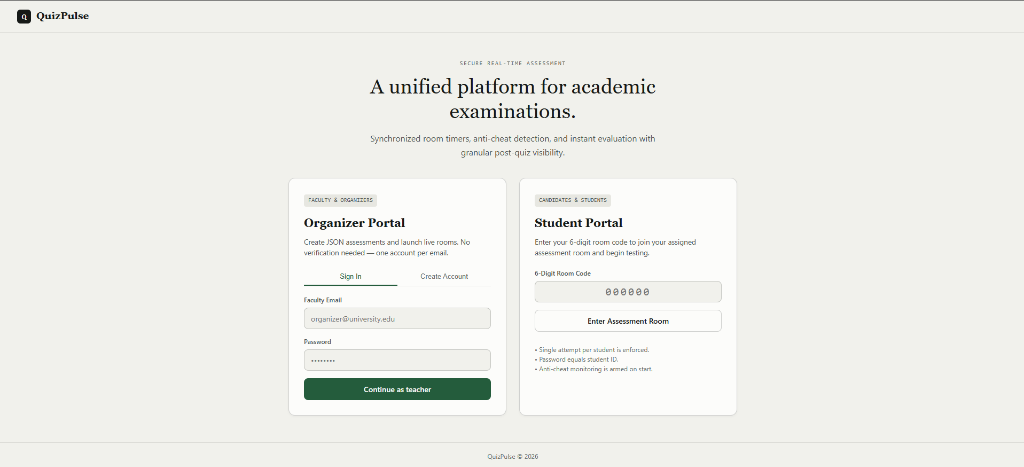 Q QuizPulse
SECURE REAL-TIME ASSESSMENT
A unified platform for academic
examinations.
Synchronized room timers, anti-cheat detection, and instant evaluation with
granular post-quiz visibility.
FACULTY & ORGANIZERS
Organizer Portal
Create JSON assessments and launch live rooms. No
verification needed — one account per email.
Sign In
Create Account
Faculty Email
organizer@university.edu
Password
••••••••
Continue as teacher
CANDIDATES & STUDENTS
Student Portal
Enter your 6-digit room code to join your assigned
assessment room and begin testing.
6-Digit Room Code
000000
Enter Assessment Room
• Single attempt per student is enforced.
• Password equals student ID.
• Anti-cheat monitoring is armed on start.
QuizPulse © 2026